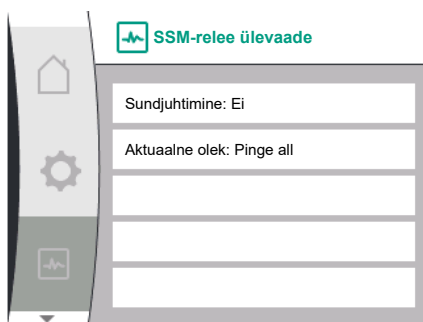 SSM-relee ülevaade
Sundjuhtimine: Ei
Aktuaalne olek: Pinge all